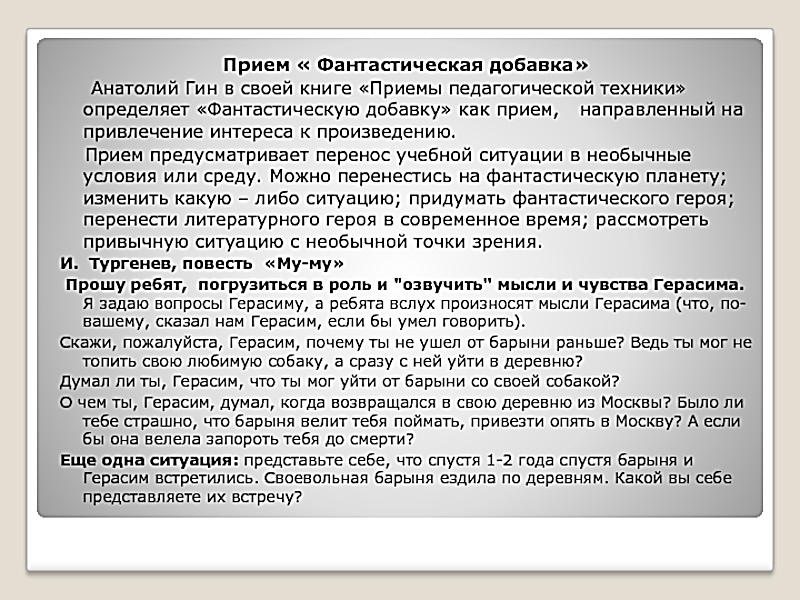 Прием « Фантастическая добавка»
Анатолий Гин в своей книге «Приемы педагогической техники»
определяет «Фантастическую добавку» как прием, направленный на
привлечение интереса к произведению.
Прием предусматривает перенос учебной ситуации в необычные
условия или среду. Можно перенестись на фантастическую планету;
изменить какую – либо ситуацию; придумать фантастического героя;
перенести литературного героя в современное время; рассмотреть
привычную ситуацию с необычной точки зрения.
И. Тургенев, повесть «Му-му»
Прошу ребят, погрузиться в роль и "озвучить" мысли и чувства Герасима.
Я задаю вопросы Герасиму, а ребята вслух произносят мысли Герасима (что, по-
вашему, сказал нам Герасим, если бы умел говорить).
Скажи, пожалуйста, Герасим, почему ты не ушел от барыни раньше? Ведь ты мог не
топить свою любимую собаку, а сразу с ней уйти в деревню?
Думал ли ты, Герасим, что ты мог уйти от барыни со своей собакой?
О чем ты, Герасим, думал, когда возвращался в свою деревню из Москвы? Было ли
тебе страшно, что барыня велит тебя поймать, привезти опять в Москву? А если
бы она велела запороть тебя до смерти?
Еще одна ситуация: представьте себе, что спустя 1-2 года спустя барыня и
Герасим встретились. Своевольная барыня ездила по деревням. Какой вы себе
представляете их встречу?